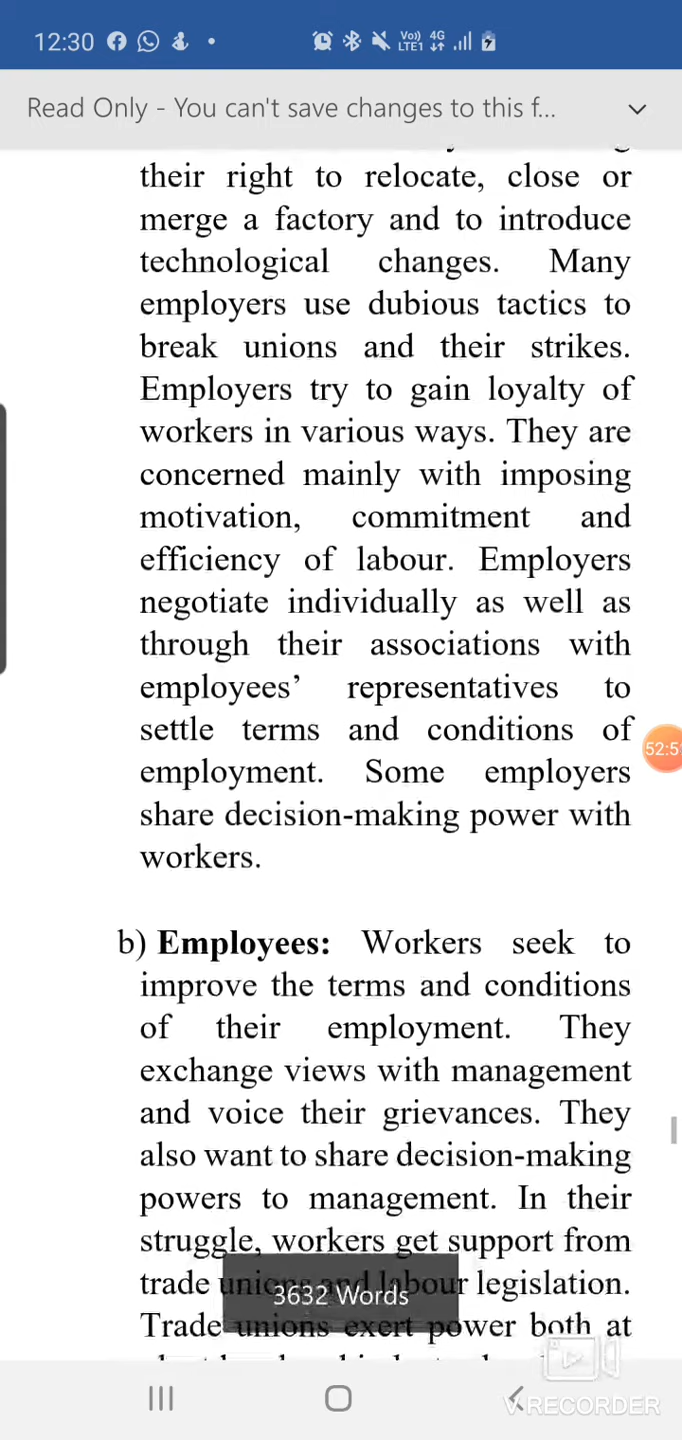 12:30
Vo)) 4G
LTE1
Read Only - You can't save changes to this f...
their right to relocate, close or
merge a factory and to introduce
technological changes. Many
employers use dubious tactics to
break unions and their strikes.
Employers try to gain loyalty of
workers in various ways. They are
concerned mainly with imposing
motivation, commitment and
efficiency of labour. Employers
negotiate individually as well as
through their associations with
employees’ representatives to
settle terms and conditions of
employment. Some employers
share decision-making power with
workers.
52:5
b) Employees: Workers seek to
improve the terms and conditions
of their employment. They
exchange views with management
and voice their grievances. They
also want to share decision-making
powers to management. In their
struggle, workers get support from
trade unions and labour legislation.
3632 Words
Trade unions exert power both at
V RECORDER